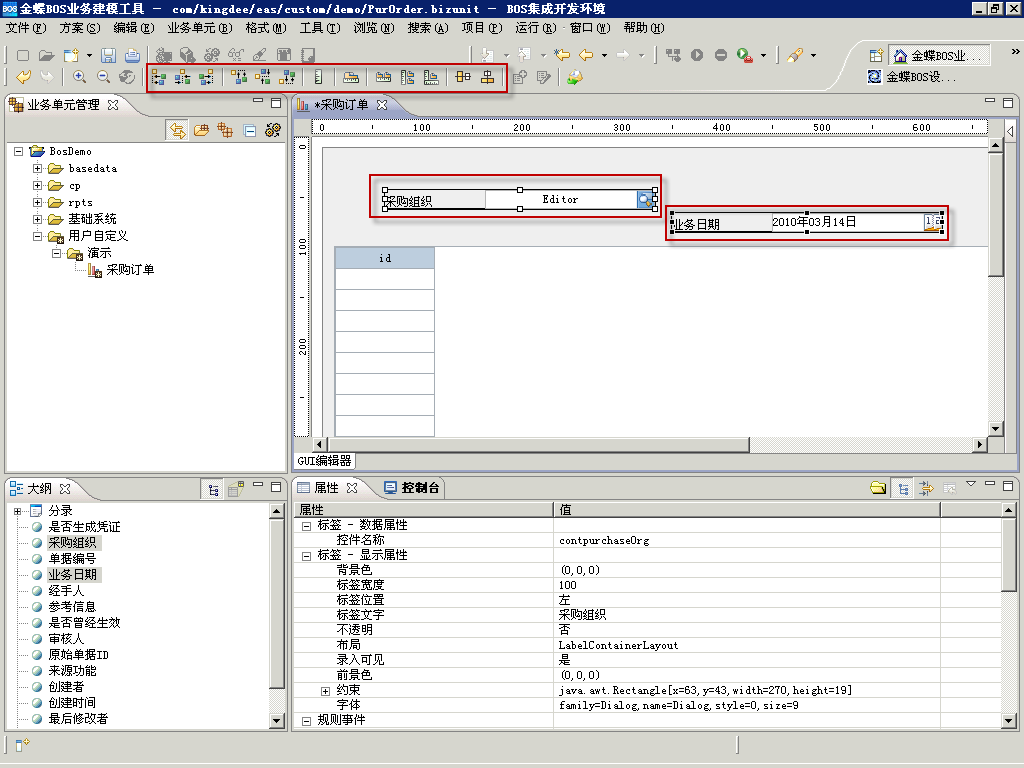 BOS 金蝶BOS业务建模工具 － com/kingdee/eas/custom/demo/PurOrder.bizunit － BOS集成开发环境
文件(F) 方案(S) 编辑(E) 业务单元(B) 格式(M) 工具(T) 浏览(N) 搜索(A) 项目(P) 运行(R) 窗口(W) 帮助(H)
金蝶BOS业... »
金蝶BOS设...
业务单元管理
BosDemo
basedata
cp
rpts
基础系统
用户自定义
演示
采购订单
*采购订单
0 100 200 300 400 500 600
0
100
200
采购组织 Editor
业务日期 2010年03月14日
id
GUI编辑器
大纲
分录
是否生成凭证
采购组织
单据编号
业务日期
经手人
参考信息
是否曾经生效
审核人
原始单据ID
来源功能
创建者
创建时间
最后修改者
属性 控制台
属性 值
标签 - 数据属性
控件名称 contpurchaseOrg
标签 - 显示属性
背景色 (0,0,0)
标签宽度 100
标签位置 左
标签文字 采购组织
不透明 否
布局 LabelContainerLayout
录入可见 是
前景色 (0,0,0)
约束 java.awt.Rectangle[x=63,y=43,width=270,height=19]
字体 family=Dialog,name=Dialog,style=0,size=9
规则事件